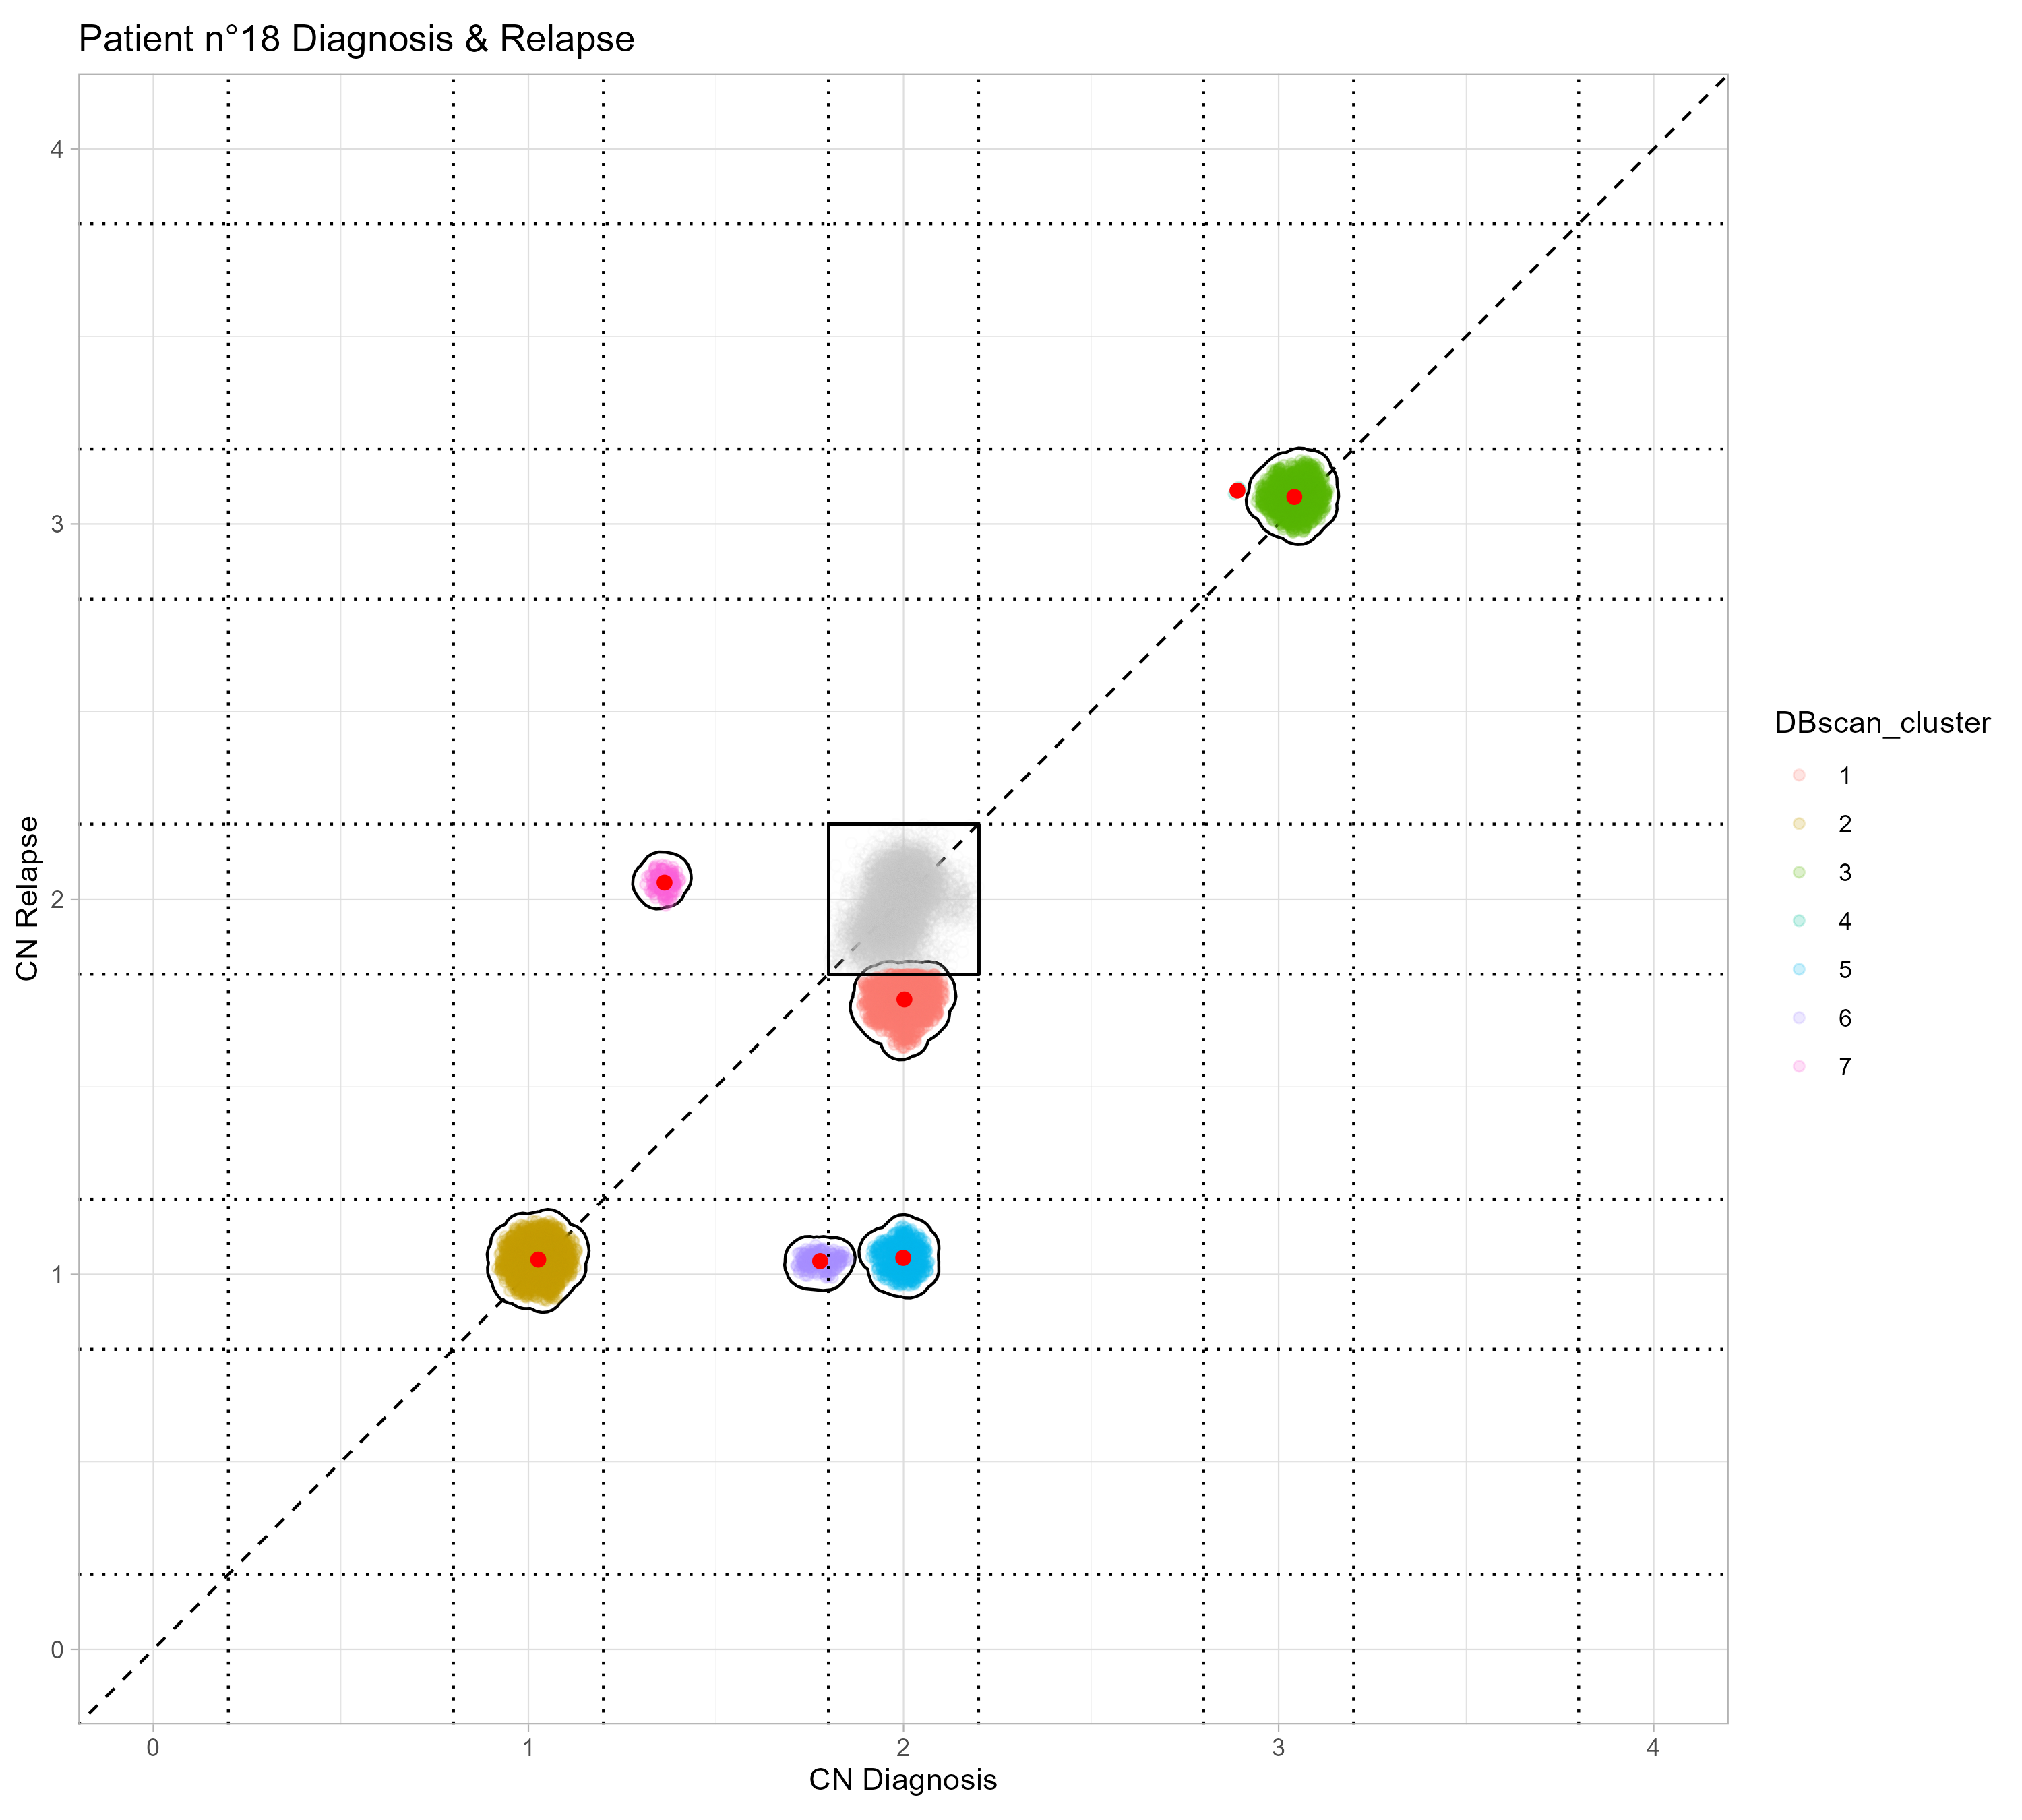 Patient n°18 Diagnosis & Relapse
4
3
2
1
0
CN Relapse
0 1 2 3 4
CN Diagnosis
DBscan_cluster
1
2
3
4
5
6
7